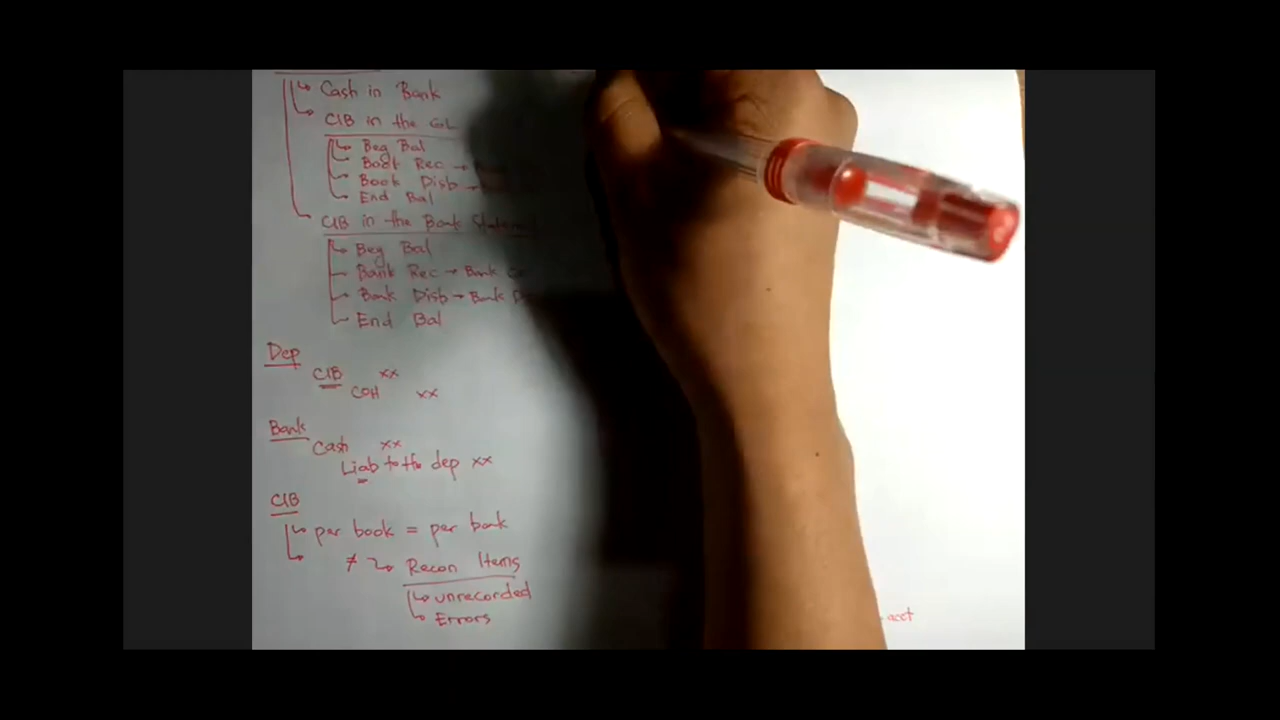 Cash in Bank
CIB in the GL
Beg Bal
Book Rec →
Book Disb →
End Bal
CIB in the Bank
Beg Bal
Bank Rec → Bank
Bank Disb → Bank
End Bal
Dep
CIB xx
COH xx
Bank
Cash xx
Liab to the dep xx
CIB
per book = per bank
≠ Recon Items
unrecorded
Errors
acct